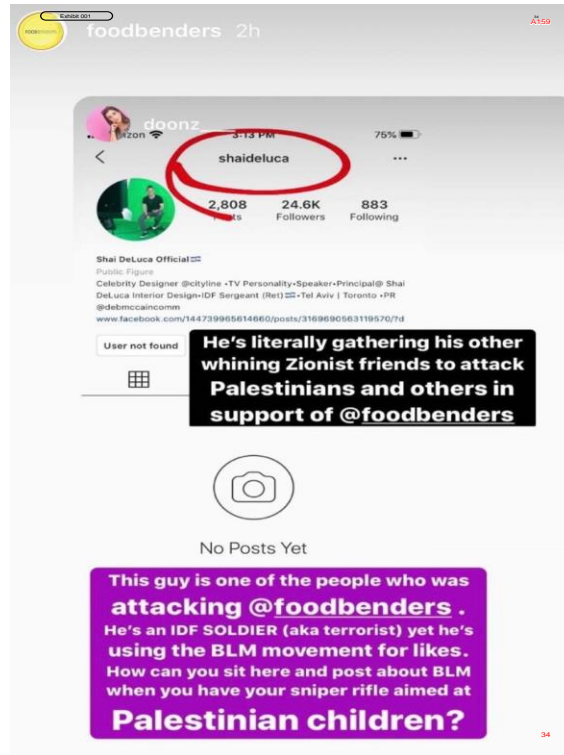 Exhibit 001
A159
FOODBENDERS
foodbenders 2h
doonz
3:13 PM
75%
shaideluca
2,808 24.6K 883
Followers Following
Shai DeLuca Official
Public Figure
Celebrity Designer @cityline •TV Personality•Speaker•Principal@ Shai
DeLuca Interior Design•IDF Sergeant (Ret) •Tel Aviv | Toronto •PR
@debmccaincomm
www.facebook.com/144739965614660/posts/3169690563119570/?d
User not found
He's literally gathering his other
whining Zionist friends to attack
Palestinians and others in
support of @foodbenders
No Posts Yet
This guy is one of the people who was
attacking @foodbenders .
He's an IDF SOLDIER (aka terrorist) yet he's
using the BLM movement for likes.
How can you sit here and post about BLM
when you have your sniper rifle aimed at
Palestinian children?
34